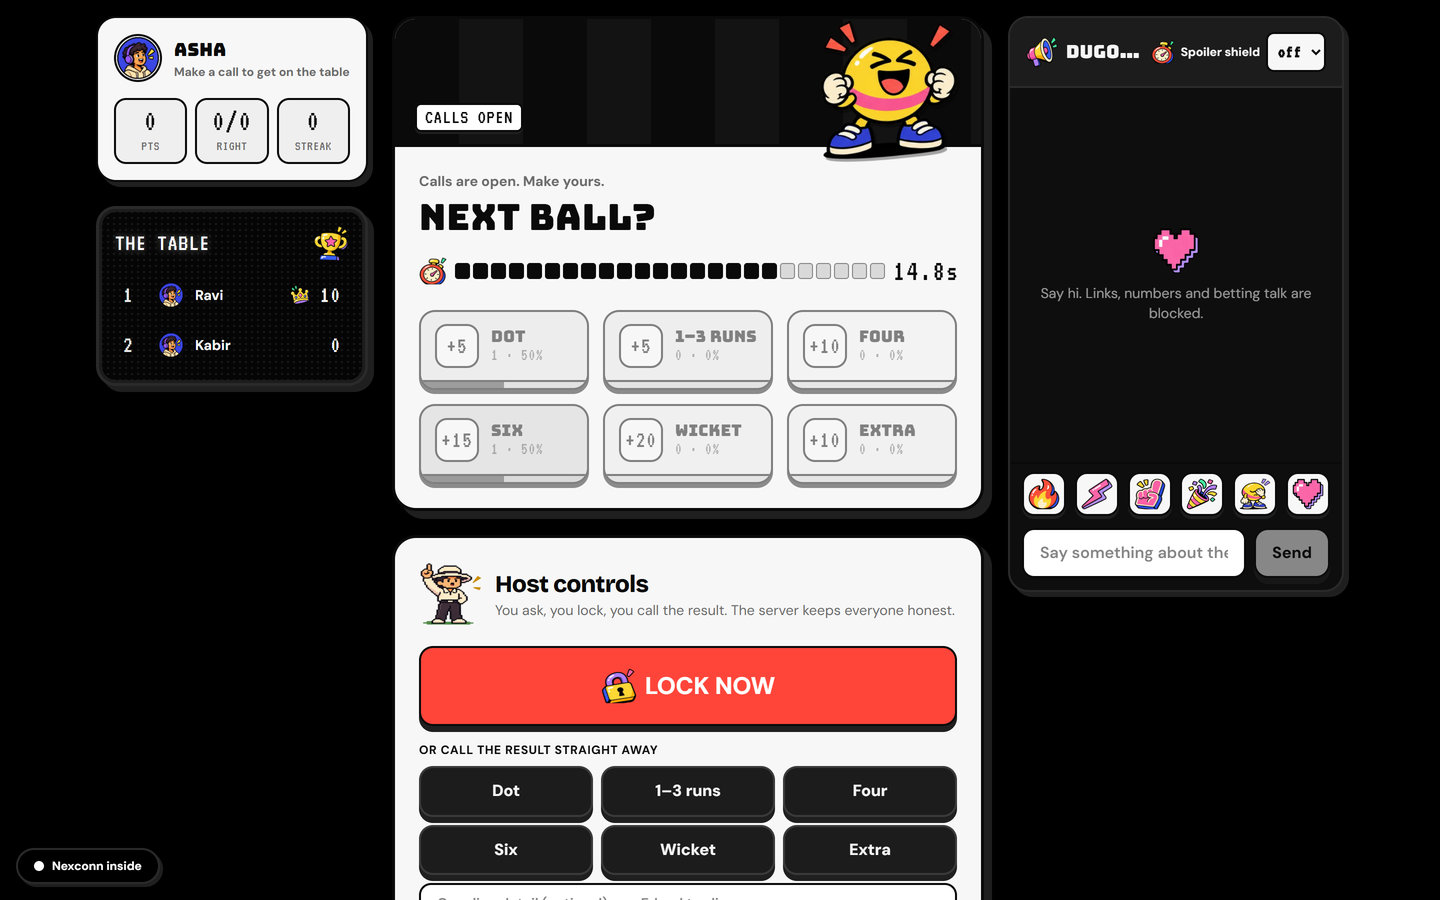 ASHA
Make a call to get on the table
0
PTS
0/0
RIGHT
0
STREAK
THE TABLE
1 Ravi 10
2 Kabir 0
CALLS OPEN
Calls are open. Make yours.
NEXT BALL?
14.8s
+5 DOT
1 · 50%
+5 1–3 RUNS
0 · 0%
+10 FOUR
0 · 0%
+15 SIX
1 · 50%
+20 WICKET
0 · 0%
+10 EXTRA
0 · 0%
Host controls
You ask, you lock, you call the result. The server keeps everyone honest.
LOCK NOW
OR CALL THE RESULT STRAIGHT AWAY
Dot
1–3 runs
Four
Six
Wicket
Extra
DUGO...
Spoiler shield
off
Say hi. Links, numbers and betting talk are
blocked.
Say something about the
Send
Nexconn inside